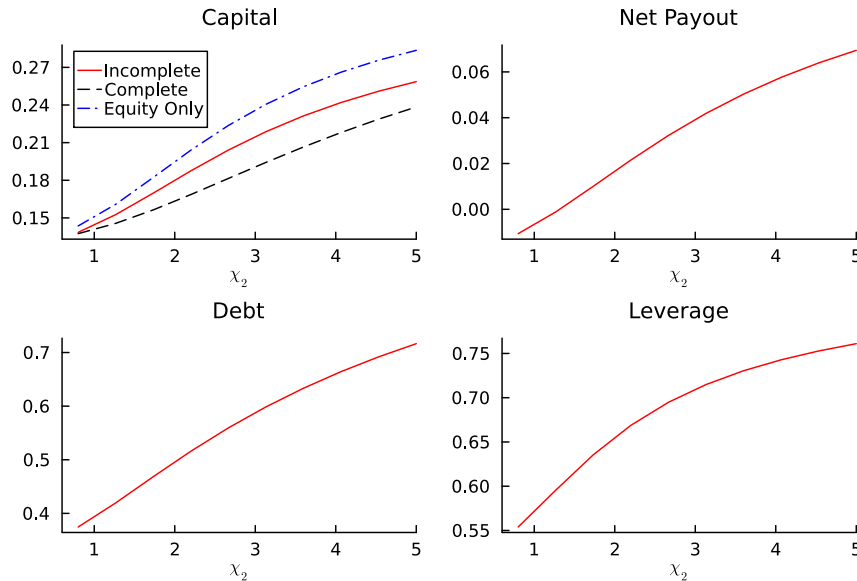 Capital
0.27
0.24
0.21
0.18
0.15
Incomplete
Complete
Equity Only
1 2 3 4 5
χ₂
Net Payout
0.06
0.04
0.02
0.00
1 2 3 4 5
χ₂
Debt
0.7
0.6
0.5
0.4
1 2 3 4 5
χ₂
Leverage
0.75
0.70
0.65
0.60
0.55
1 2 3 4 5
χ₂